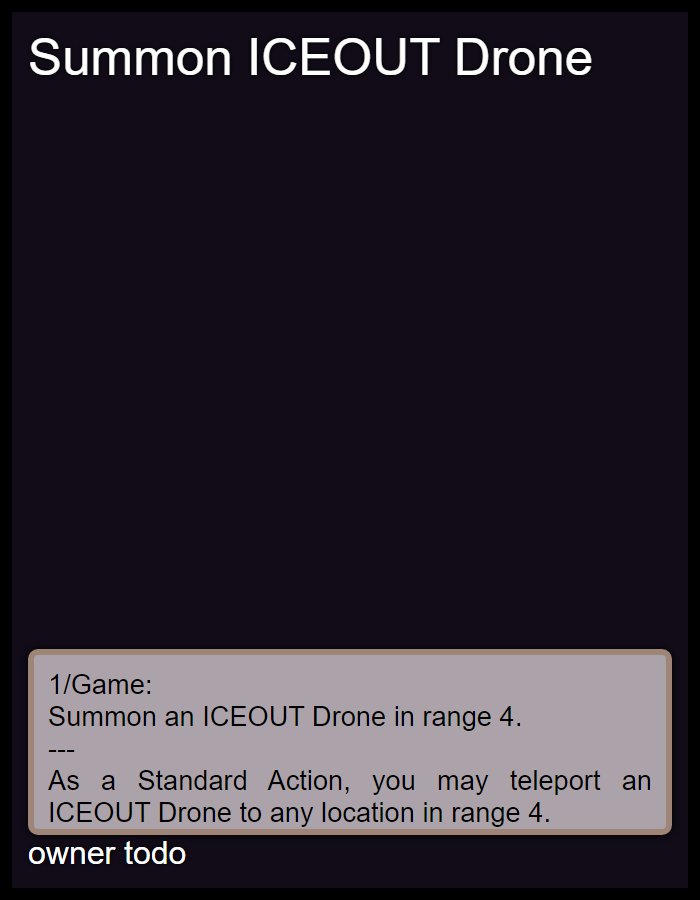 Summon ICEOUT Drone
1/Game:
Summon an ICEOUT Drone in range 4.
---
As a Standard Action, you may teleport an
ICEOUT Drone to any location in range 4.
owner todo